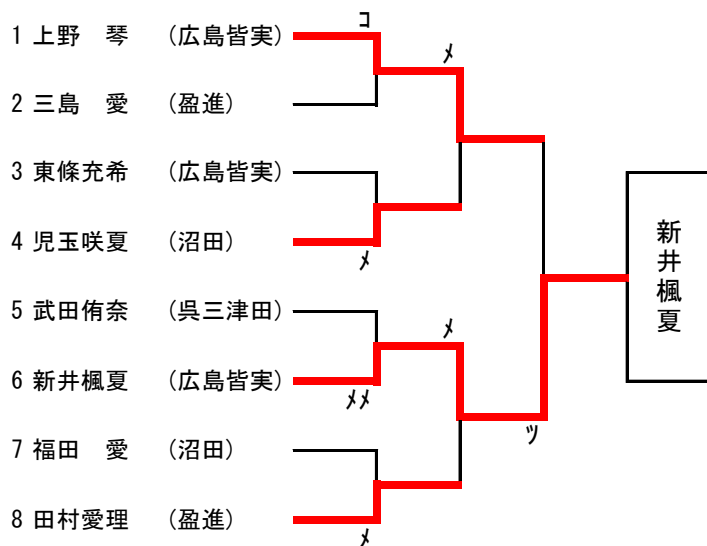 コ
1 上野　琴　（広島皆実）
メ
2 三島　愛　（盈進）
3 東條充希　（広島皆実）
4 児玉咲夏　（沼田）
メ
新井楓夏
5 武田侑奈　（呉三津田）
メ
6 新井楓夏　（広島皆実）
メメ
ツ
7 福田　愛　（沼田）
8 田村愛理　（盈進）
メ